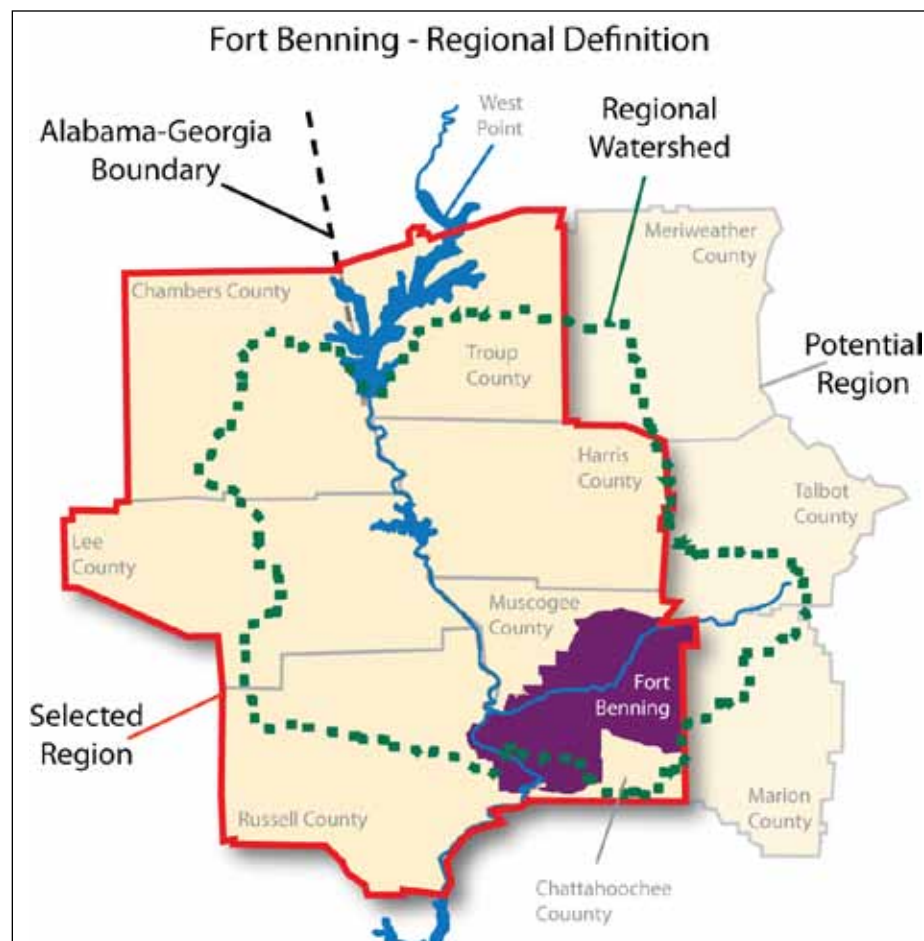 Fort Benning - Regional Definition
West
Point
Regional
Watershed
Alabama-Georgia
Boundary
Meriweather
County
Chambers County
Troup
County
Potential
Region
Harris
County
Talbot
County
Lee
County
Muscogee
County
Fort
Benning
Selected
Region
Russell County
Marion
County
Chattahoochee
Couunty